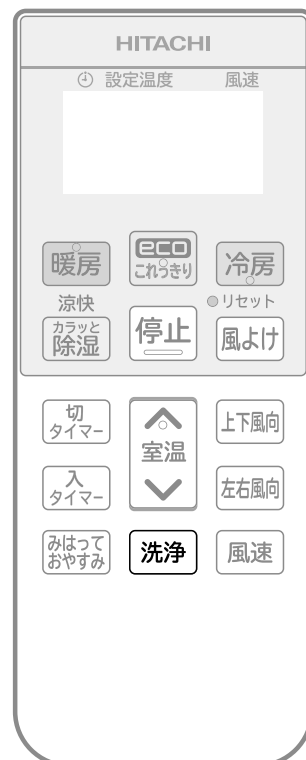 HITACHI
設定温度 風速
暖房
eco
これっきり
冷房
涼快
リセット
カラッと
除湿
停止
風よけ
切
タイマー
室温
上下風向
入
タイマー
左右風向
みはって
おやすみ
洗浄
風速